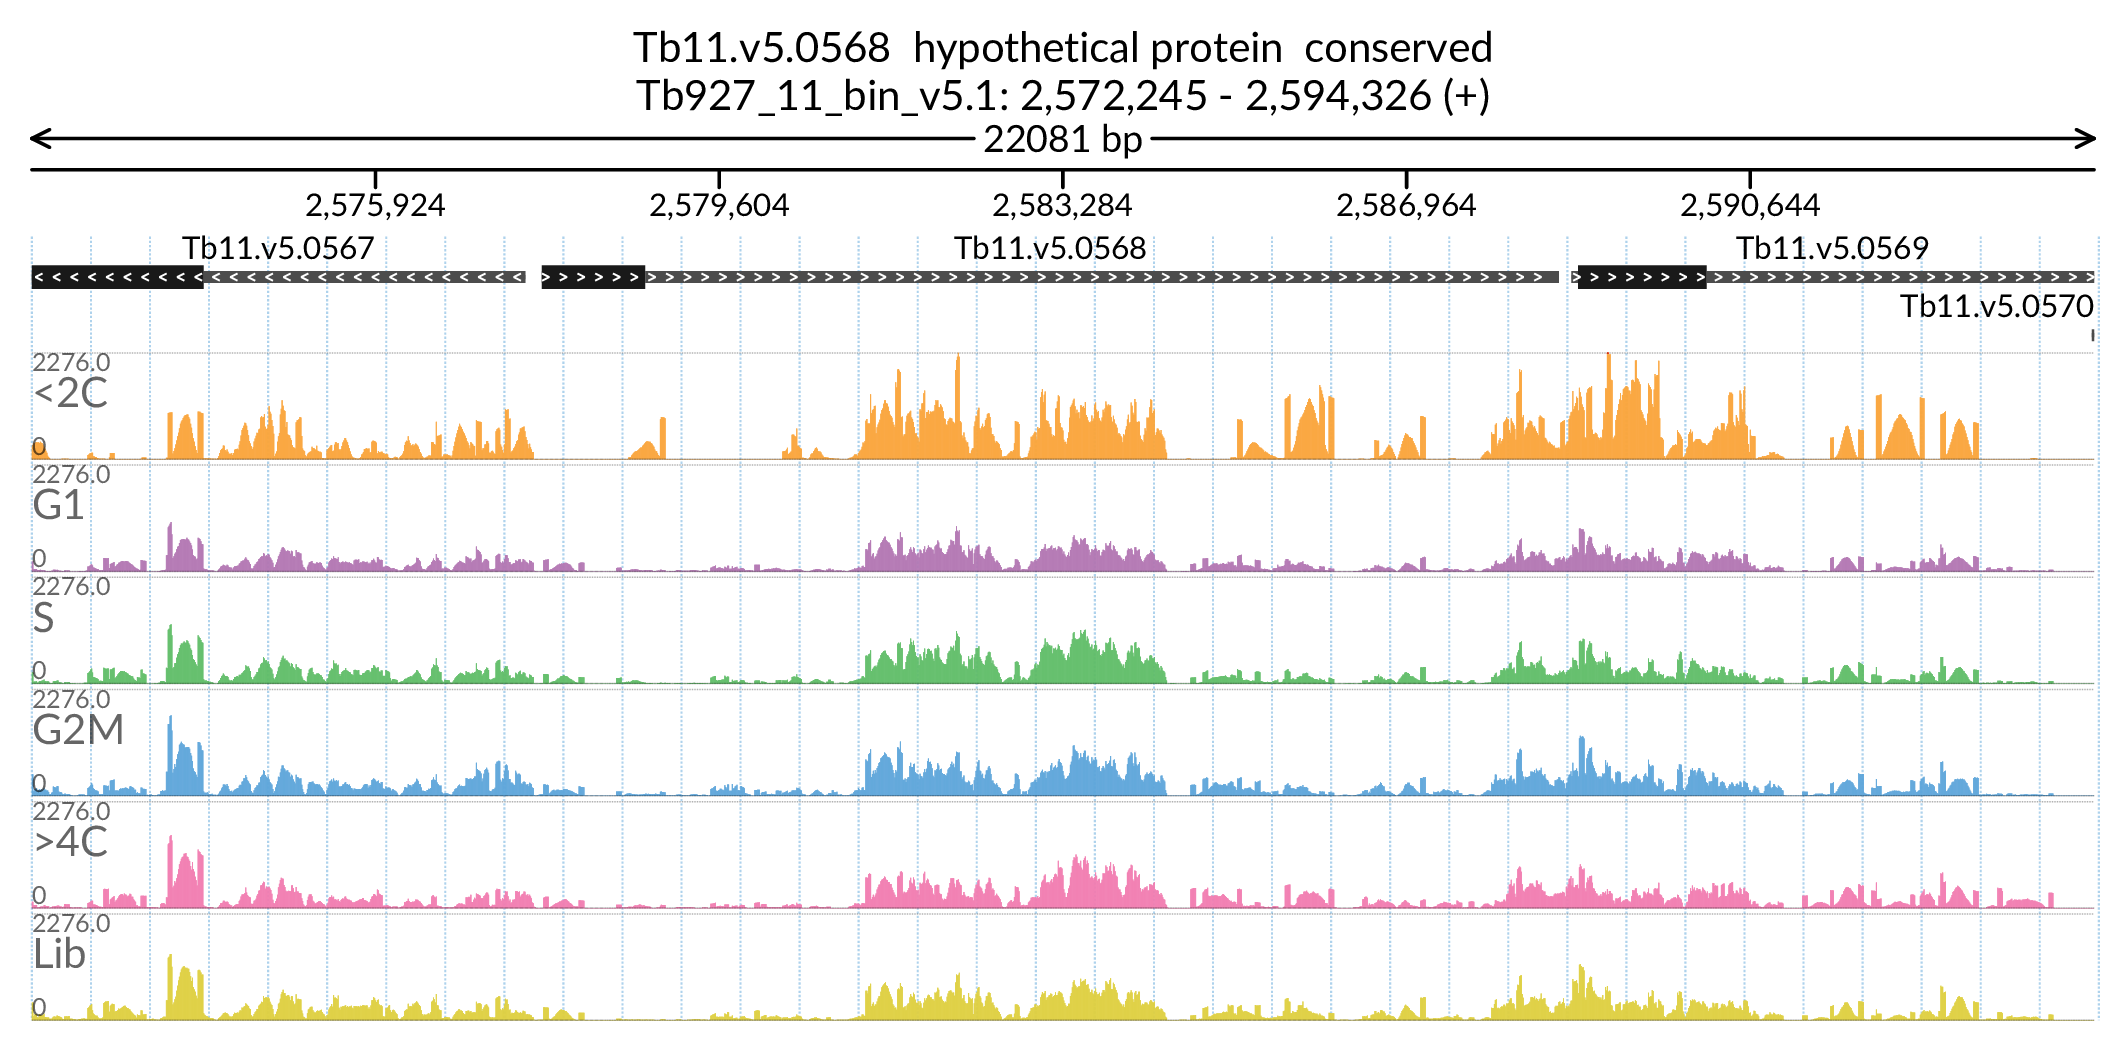 Tb11.v5.0568 hypothetical protein conserved
Tb927_11_bin_v5.1: 2,572,245 - 2,594,326 (+)
22081 bp
2,575,924 2,579,604 2,583,284 2,586,964 2,590,644
Tb11.v5.0567 Tb11.v5.0568 Tb11.v5.0569
Tb11.v5.0570
2276.0
<2C
0
2276.0
G1
0
2276.0
S
0
2276.0
G2M
0
2276.0
>4C
0
2276.0
Lib
0